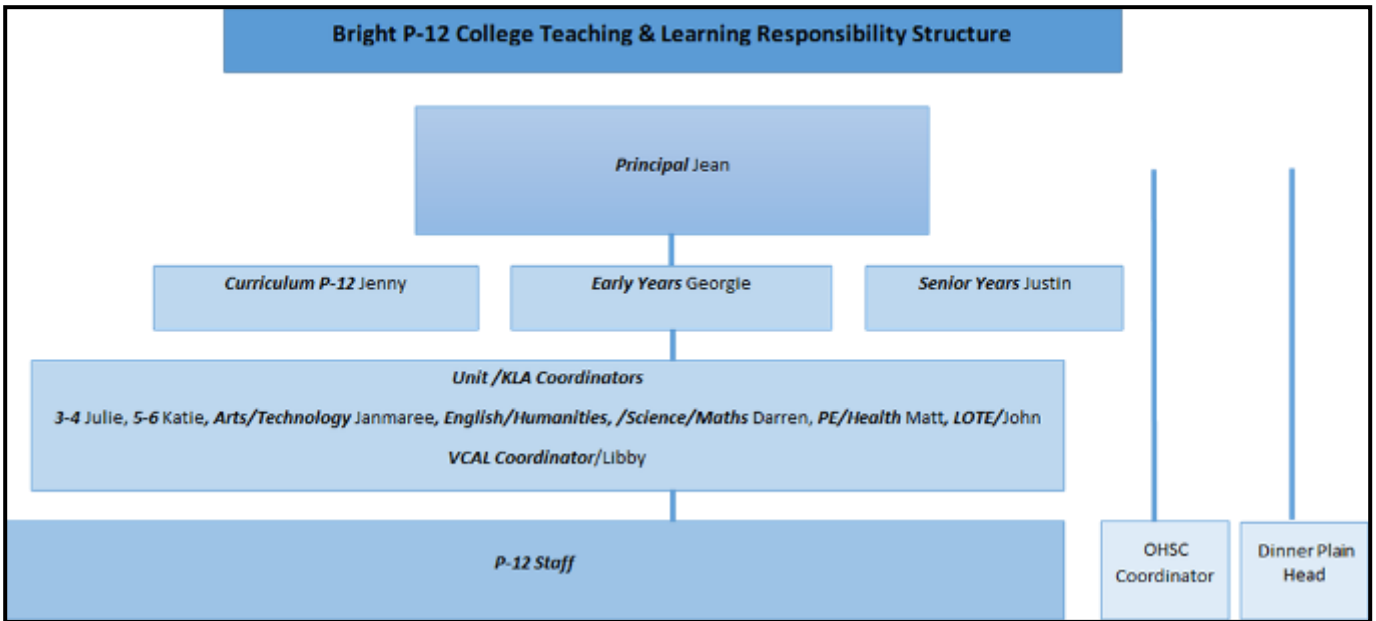 Bright P-12 College Teaching & Learning Responsibility Structure
Principal Jean
Curriculum P-12 Jenny
Early Years Georgie
Senior Years Justin
Unit /KLA Coordinators
3-4 Julie, 5-6 Katie, Arts/Technology Janmaree, English/Humanities, /Science/Maths Darren, PE/Health Matt, LOTE/John
VCAL Coordinator/Libby
P-12 Staff
OHSC
Coordinator
Dinner Plain
Head